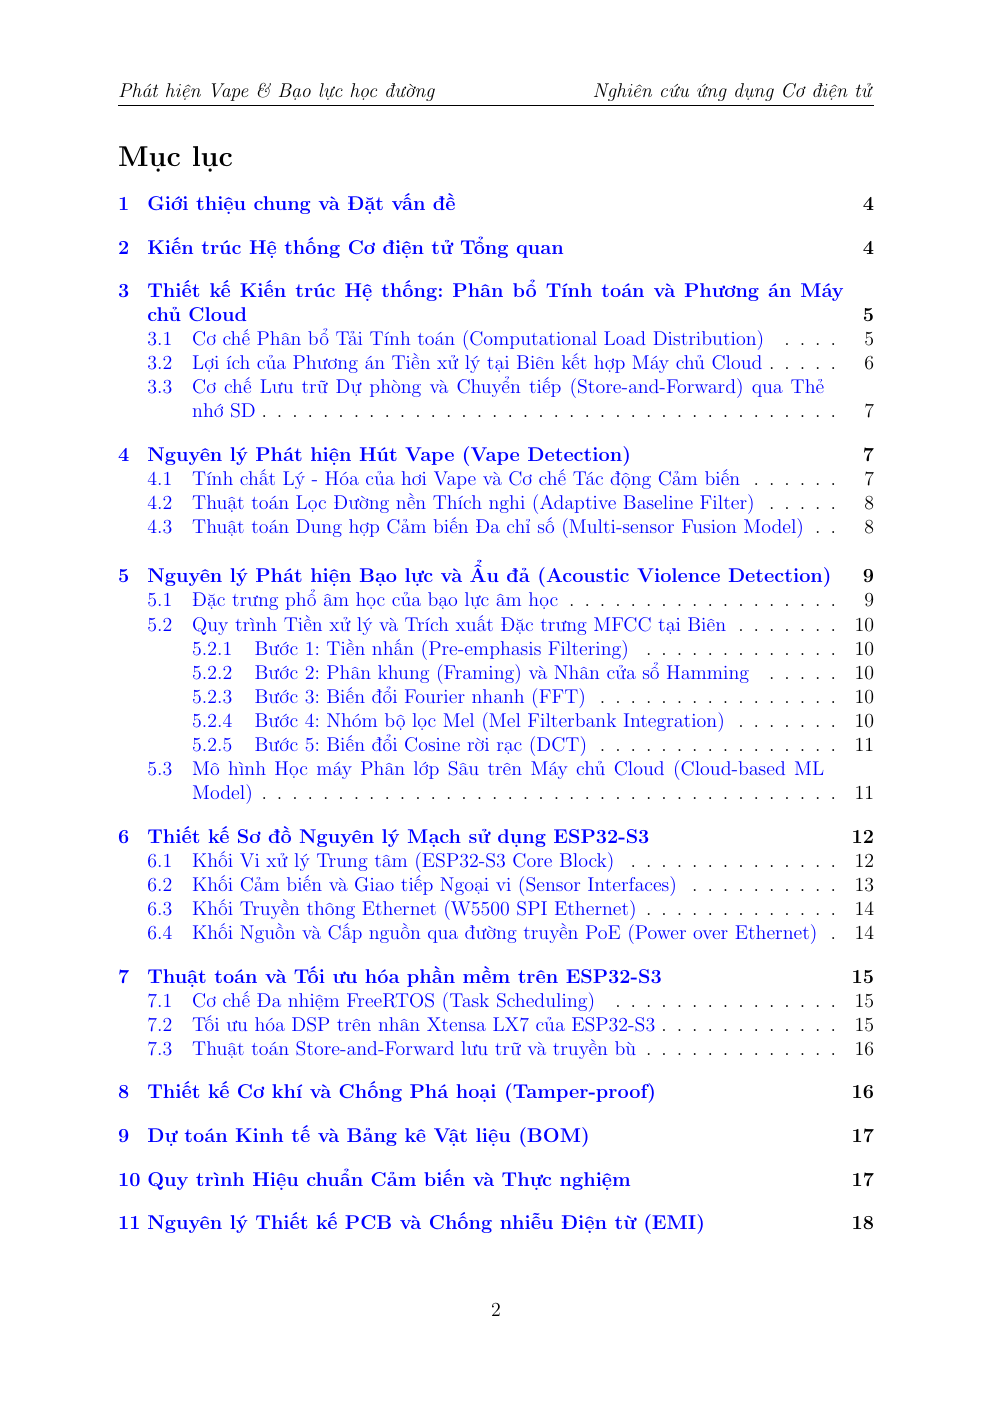 Phát hiện Vape & Bạo lực học đường Nghiên cứu ứng dụng Cơ điện tử
Mục lục
1 Giới thiệu chung và Đặt vấn đề 4
2 Kiến trúc Hệ thống Cơ điện tử Tổng quan 4
3 Thiết kế Kiến trúc Hệ thống: Phân bổ Tính toán và Phương án Máy
chủ Cloud 5
3.1 Cơ chế Phân bổ Tải Tính toán (Computational Load Distribution) . . . . 5
3.2 Lợi ích của Phương án Tiền xử lý tại Biên kết hợp Máy chủ Cloud . . . . . 6
3.3 Cơ chế Lưu trữ Dự phòng và Chuyển tiếp (Store-and-Forward) qua Thẻ
nhớ SD . . . . . . . . . . . . . . . . . . . . . . . . . . . . . . . . . . . . . . 7
4 Nguyên lý Phát hiện Hút Vape (Vape Detection) 7
4.1 Tính chất Lý - Hóa của hơi Vape và Cơ chế Tác động Cảm biến . . . . . . 7
4.2 Thuật toán Lọc Đường nền Thích nghi (Adaptive Baseline Filter) . . . . . 8
4.3 Thuật toán Dung hợp Cảm biến Đa chỉ số (Multi-sensor Fusion Model) . . 8
5 Nguyên lý Phát hiện Bạo lực và Ẩu đả (Acoustic Violence Detection) 9
5.1 Đặc trưng phổ âm học của bạo lực âm học . . . . . . . . . . . . . . . . . . 9
5.2 Quy trình Tiền xử lý và Trích xuất Đặc trưng MFCC tại Biên . . . . . . . 10
5.2.1 Bước 1: Tiền nhấn (Pre-emphasis Filtering) . . . . . . . . . . . . . 10
5.2.2 Bước 2: Phân khung (Framing) và Nhân cửa sổ Hamming . . . . . 10
5.2.3 Bước 3: Biến đổi Fourier nhanh (FFT) . . . . . . . . . . . . . . . . 10
5.2.4 Bước 4: Nhóm bộ lọc Mel (Mel Filterbank Integration) . . . . . . . 10
5.2.5 Bước 5: Biến đổi Cosine rời rạc (DCT) . . . . . . . . . . . . . . . . 11
5.3 Mô hình Học máy Phân lớp Sâu trên Máy chủ Cloud (Cloud-based ML
Model) . . . . . . . . . . . . . . . . . . . . . . . . . . . . . . . . . . . . . . 11
6 Thiết kế Sơ đồ Nguyên lý Mạch sử dụng ESP32-S3 12
6.1 Khối Vi xử lý Trung tâm (ESP32-S3 Core Block) . . . . . . . . . . . . . . 12
6.2 Khối Cảm biến và Giao tiếp Ngoại vi (Sensor Interfaces) . . . . . . . . . . 13
6.3 Khối Truyền thông Ethernet (W5500 SPI Ethernet) . . . . . . . . . . . . . 14
6.4 Khối Nguồn và Cấp nguồn qua đường truyền PoE (Power over Ethernet) . 14
7 Thuật toán và Tối ưu hóa phần mềm trên ESP32-S3 15
7.1 Cơ chế Đa nhiệm FreeRTOS (Task Scheduling) . . . . . . . . . . . . . . . 15
7.2 Tối ưu hóa DSP trên nhân Xtensa LX7 của ESP32-S3 . . . . . . . . . . . . 15
7.3 Thuật toán Store-and-Forward lưu trữ và truyền bù . . . . . . . . . . . . . 16
8 Thiết kế Cơ khí và Chống Phá hoại (Tamper-proof) 16
9 Dự toán Kinh tế và Bảng kê Vật liệu (BOM) 17
10 Quy trình Hiệu chuẩn Cảm biến và Thực nghiệm 17
11 Nguyên lý Thiết kế PCB và Chống nhiễu Điện từ (EMI) 18
2